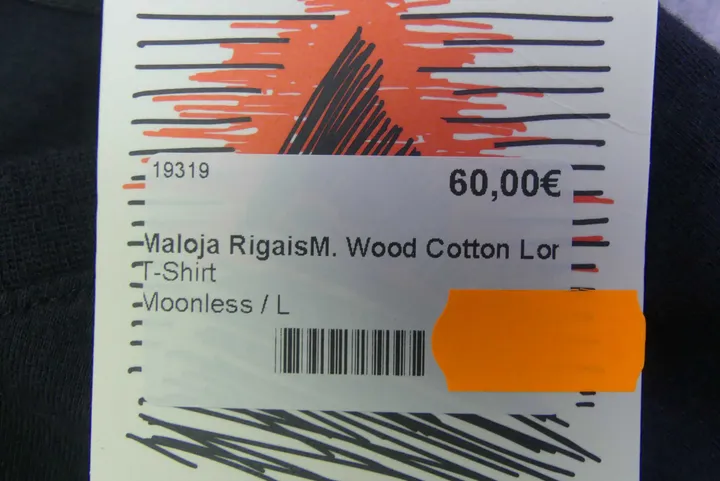 19319
60,00€
Maloja RigaisM. Wood Cotton Lor
T-Shirt
Moonless / L